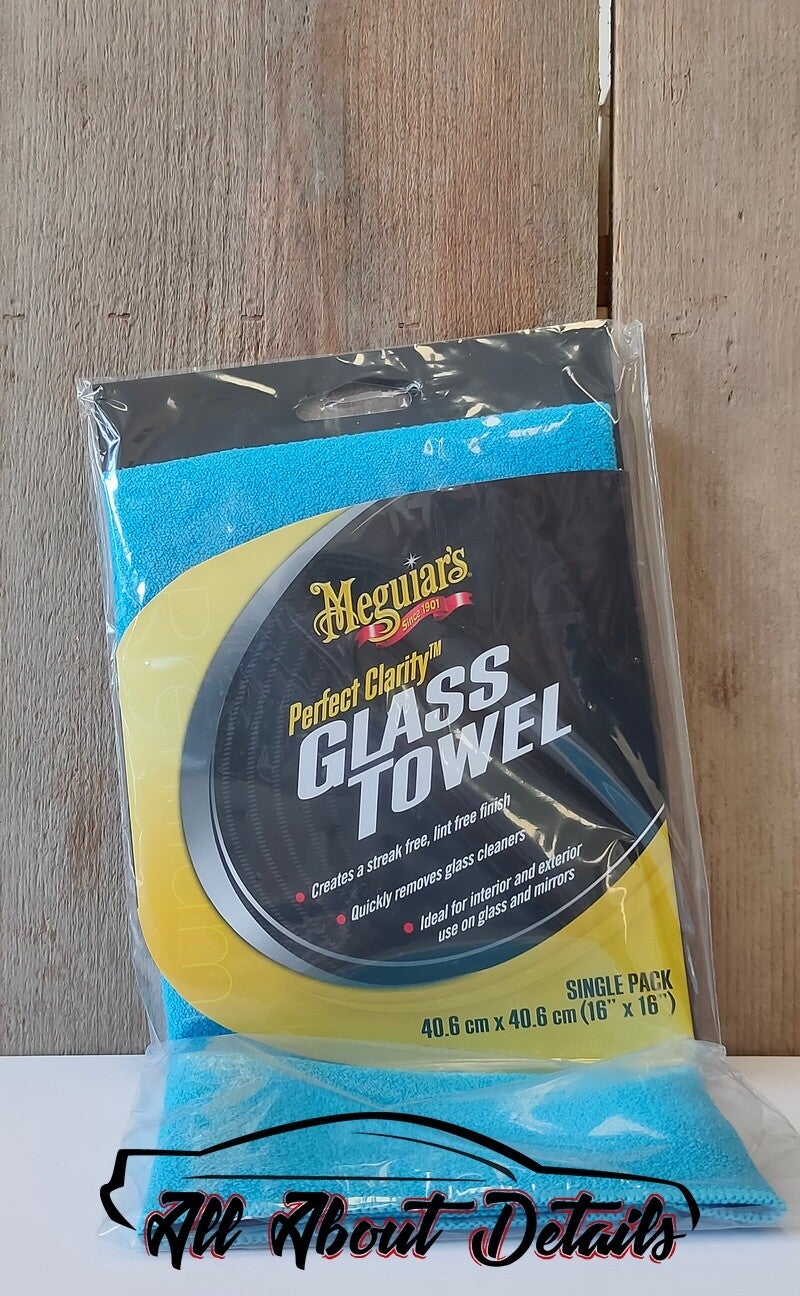 Meguiar's
Since 1901
Perfect Clarity™
GLASS
TOWEL
• Creates a streak free, lint free finish
• Quickly removes glass cleaners
• Ideal for interior and exterior
use on glass and mirrors
Premium
SINGLE PACK
40.6 cm x 40.6 cm (16” x 16”)
All About Details